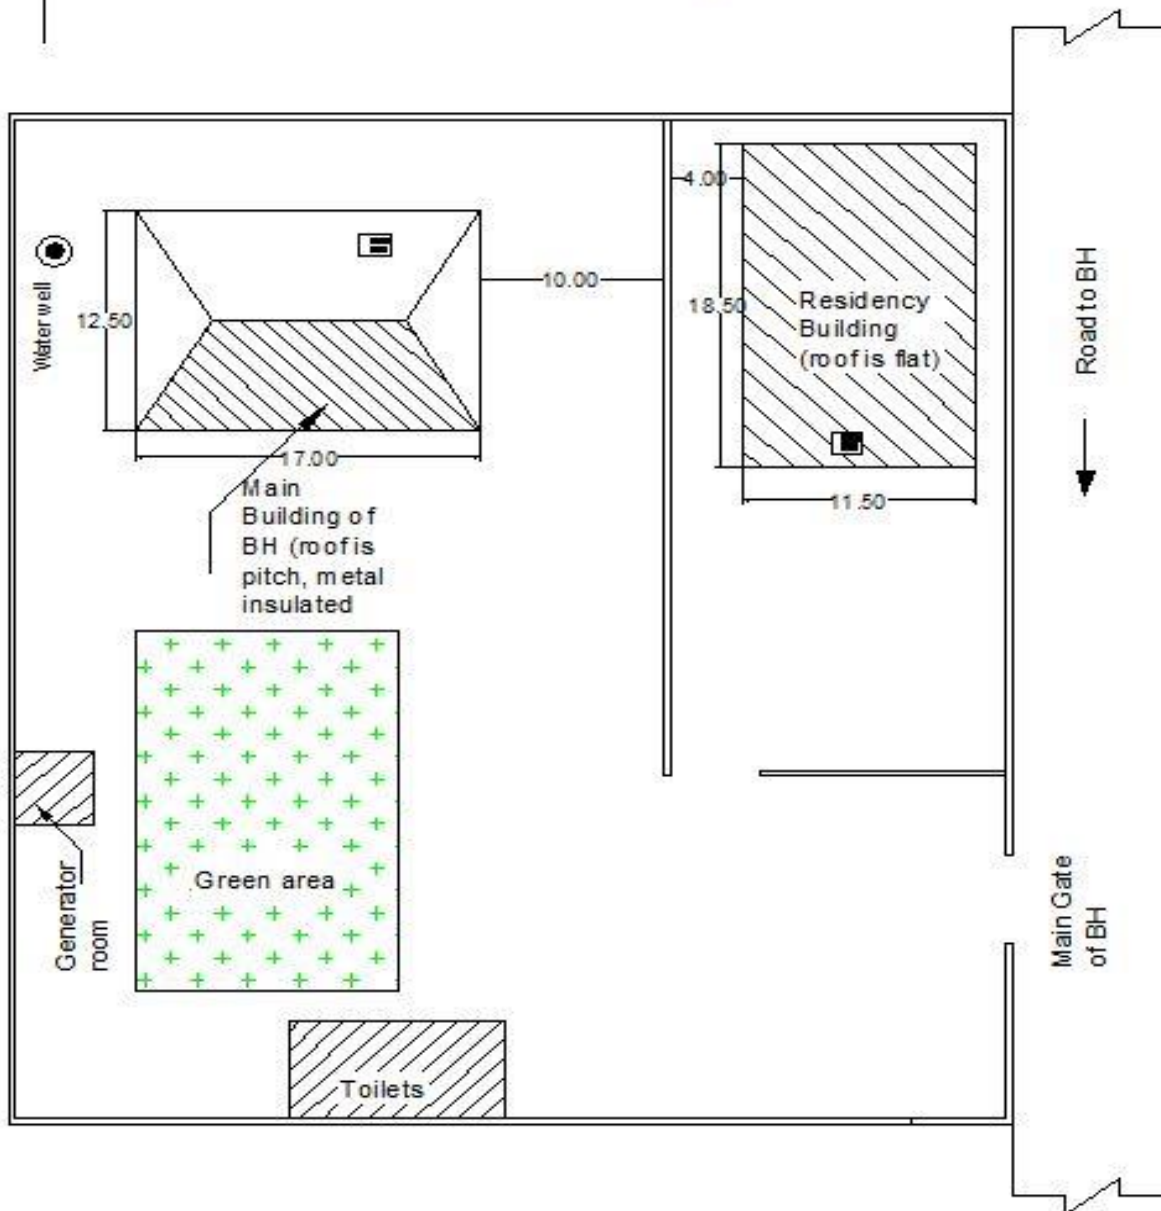 4.00
Water well
12.50
10.00
18.50
Residency
Building
(roof is flat)
Road to BH
17.00
Main
Building of
BH (roof is
pitch, metal
insulated
11.50
Green area
Generator
room
Main Gate
of BH
Toilets